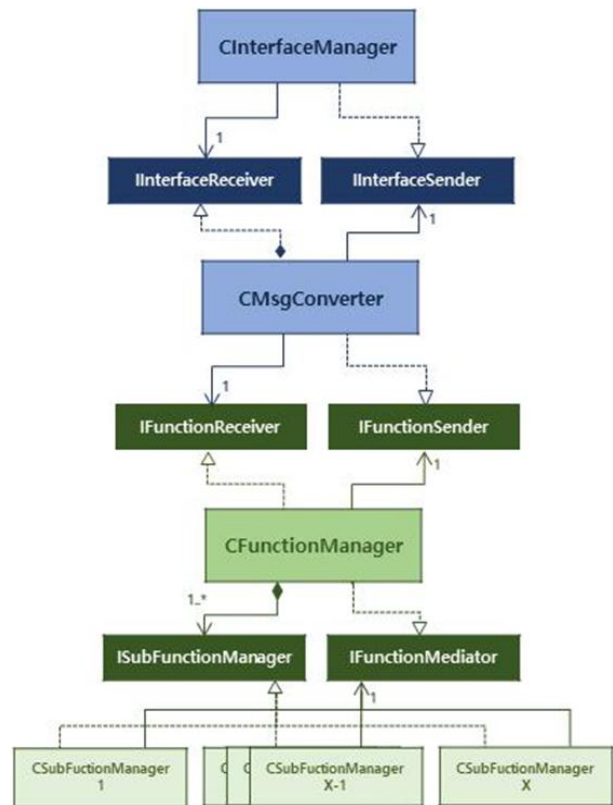 CInterfaceManager
1
IInterfaceReceiver
IInterfaceSender
1
CMsgConverter
1
IFunctionReceiver
IFunctionSender
1
CFunctionManager
1..*
ISubFunctionManager
IFunctionMediator
1
CSubFuctionManager
1
CSubFuctionManager
X-1
CSubFuctionManager
X